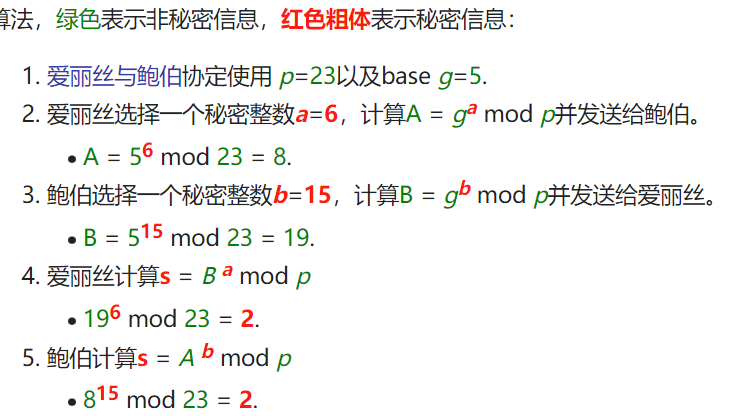 算法，绿色表示非秘密信息，红色粗体表示秘密信息：
1. 爱丽丝与鲍伯协定使用 p=23以及base g=5.
2. 爱丽丝选择一个秘密整数a=6，计算A = g^a mod p并发送给鲍伯。
• A = 5^6 mod 23 = 8.
3. 鲍伯选择一个秘密整数b=15，计算B = g^b mod p并发送给爱丽丝。
• B = 5^15 mod 23 = 19.
4. 爱丽丝计算s = B^a mod p
• 19^6 mod 23 = 2.
5. 鲍伯计算s = A^b mod p
• 8^15 mod 23 = 2.